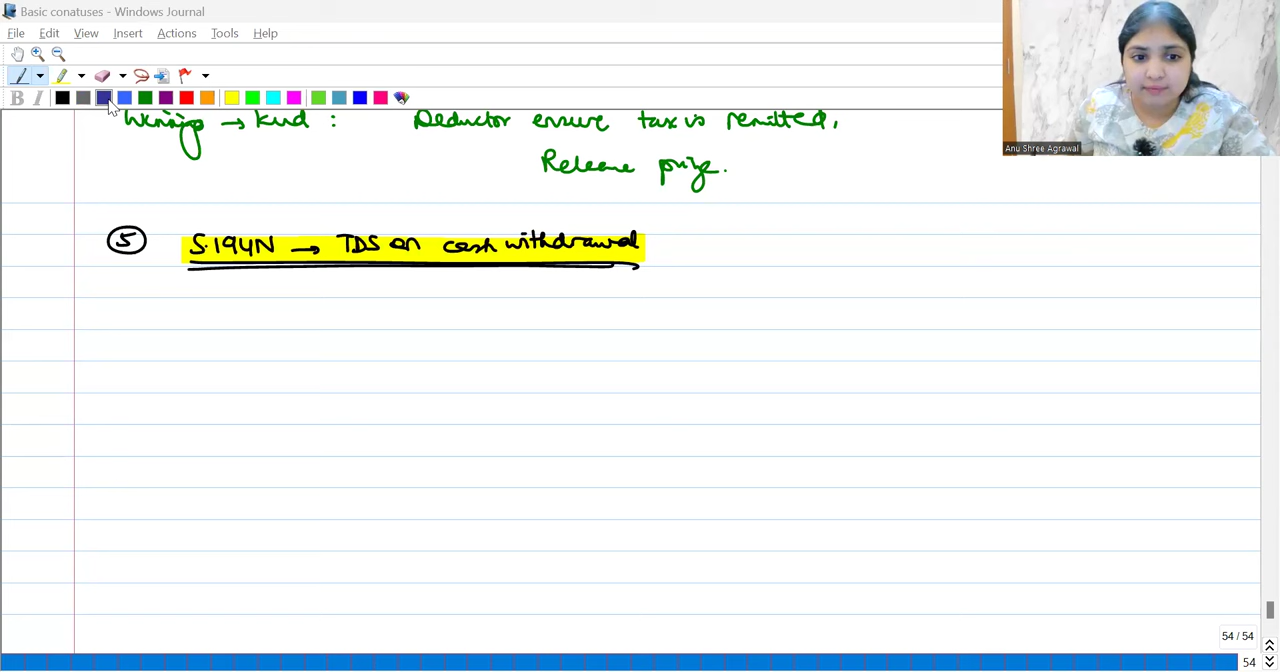 Basic conatuses - Windows Journal
File Edit View Insert Actions Tools Help
B I
Winnings → Kind : Deductor ensure tax is remitted,
Release prize.
Anu Shree Agrawal
5 S.194N → TDS on cash withdrawal
54 / 54
54